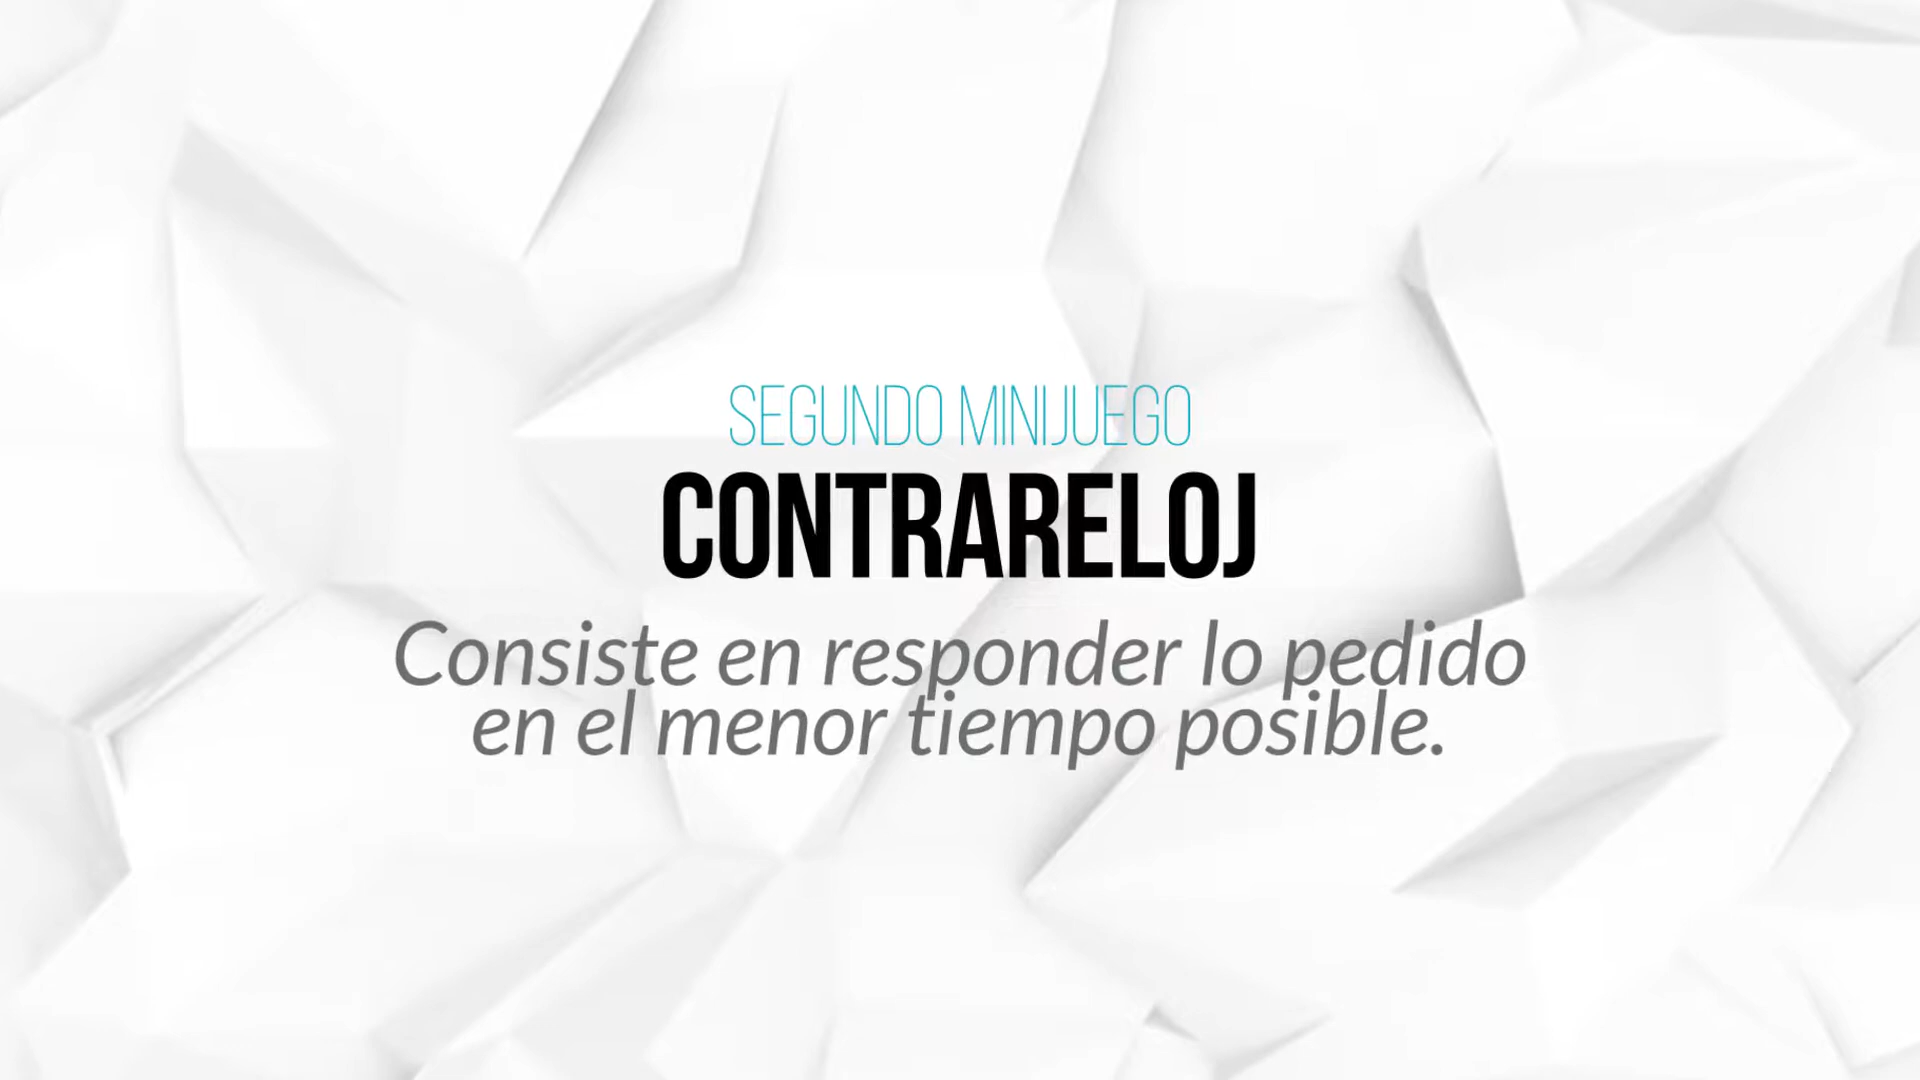 SEGUNDO MINIJUEGO
CONTRARELOJ
Consiste en responder lo pedido
en el menor tiempo posible.